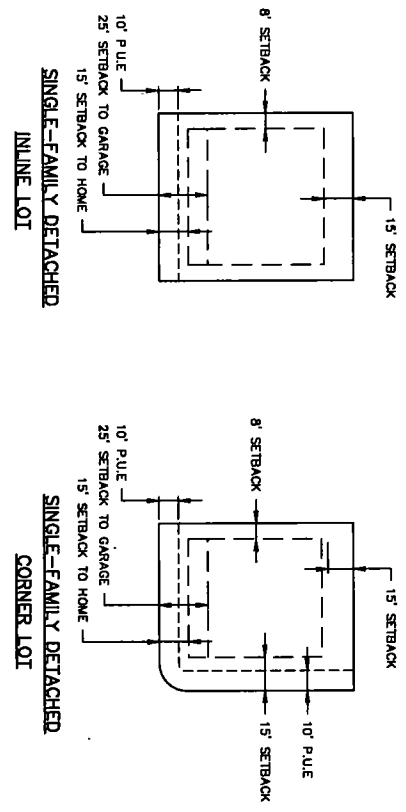 8' SETBACK
15' SETBACK
10' P.U.E
25' SETBACK TO GARAGE
15' SETBACK TO HOME
SINGLE-FAMILY DETACHED
INLINE LOT
8' SETBACK
15' SETBACK
10' P.U.E
25' SETBACK TO GARAGE
15' SETBACK TO HOME
10' P.U.E
15' SETBACK
SINGLE-FAMILY DETACHED
CORNER LOT